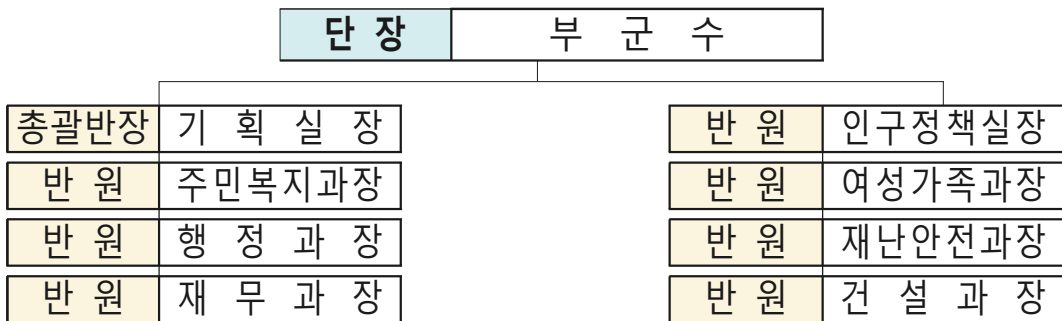 단 장 부 군 수
총괄반장 기 획 실 장 반 원 인구정책실장
반 원 주민복지과장 반 원 여성가족과장
반 원 행 정 과 장 반 원 재난안전과장
반 원 재 무 과 장 반 원 건 설 과 장